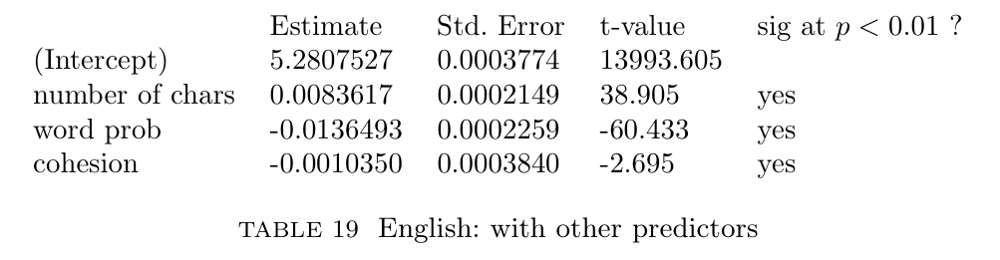 Estimate Std. Error t-value sig at p < 0.01 ?
(Intercept) 5.2807527 0.0003774 13993.605
number of chars 0.0083617 0.0002149 38.905 yes
word prob -0.0136493 0.0002259 -60.433 yes
cohesion -0.0010350 0.0003840 -2.695 yes
TABLE 19 English: with other predictors